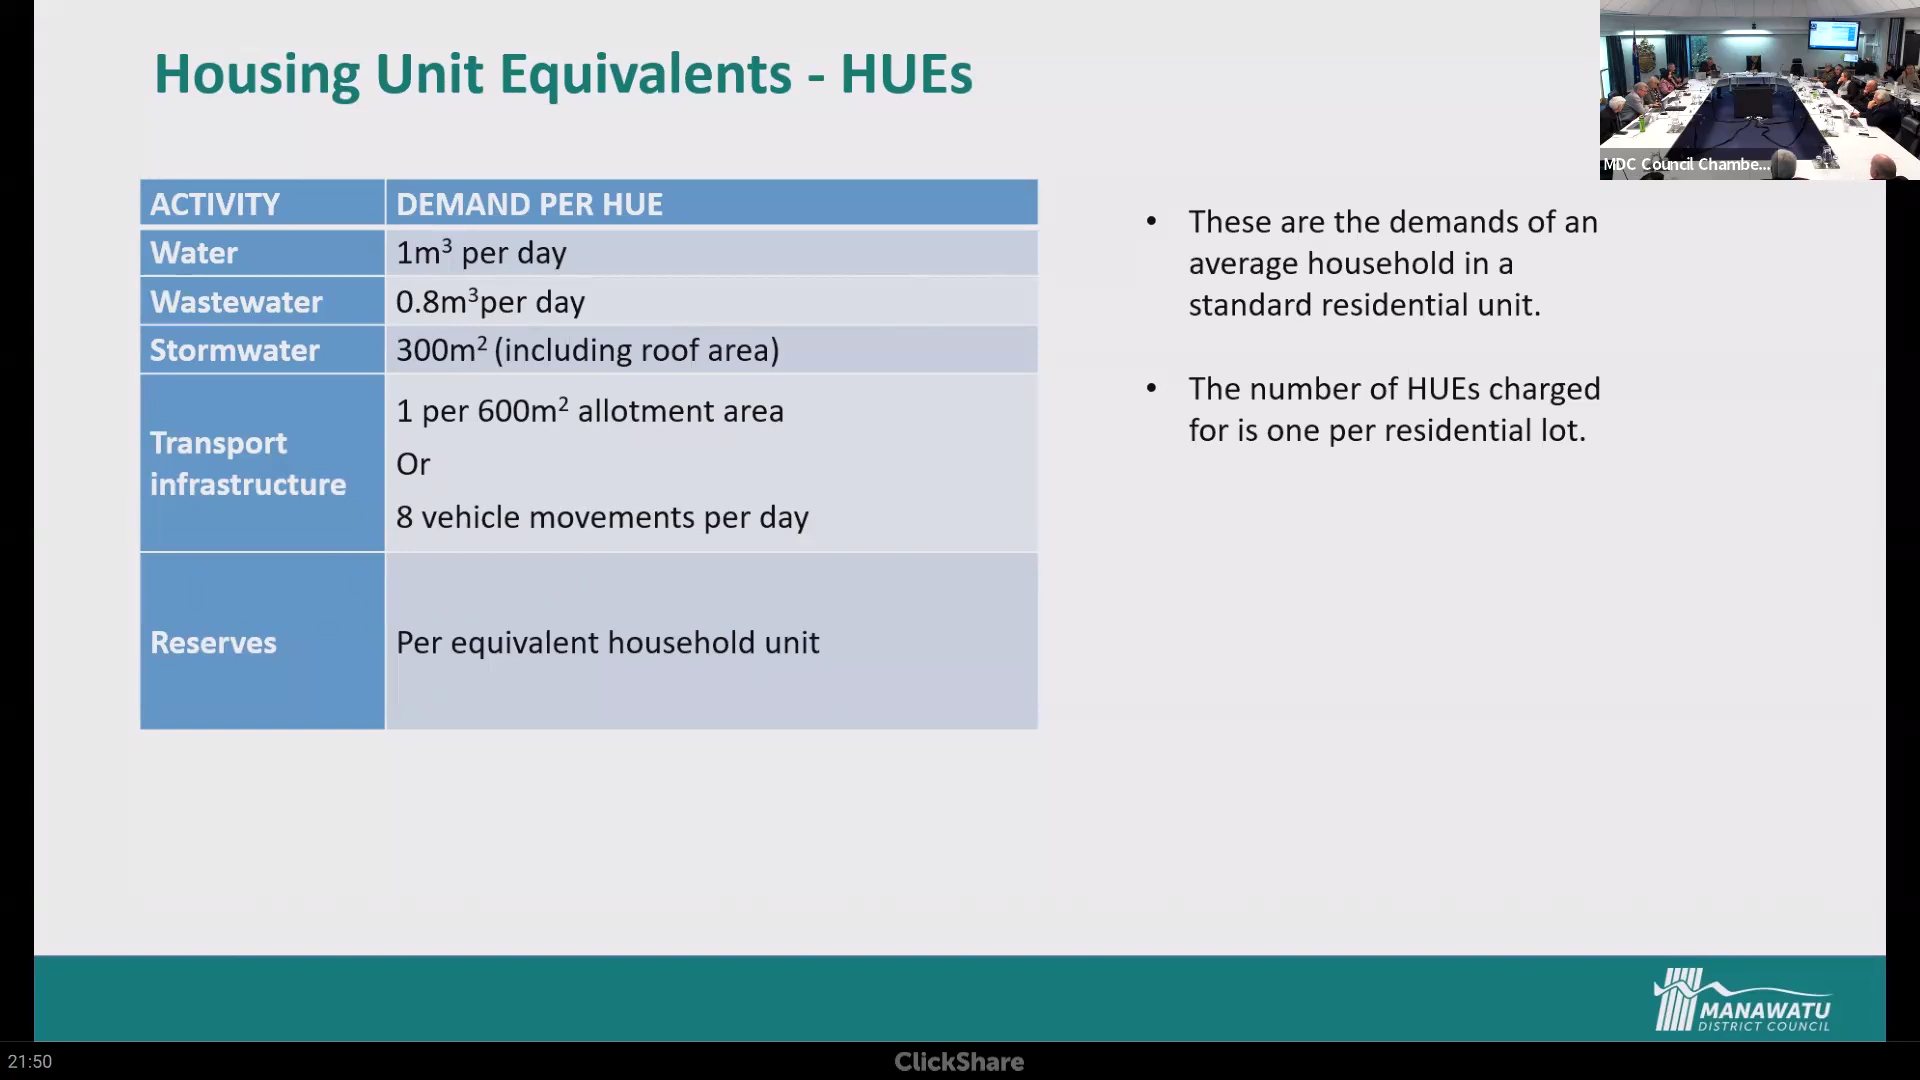 Housing Unit Equivalents - HUEs
MDC Council Chambe...
ACTIVITY DEMAND PER HUE
Water 1m³ per day
Wastewater 0.8m³per day
Stormwater 300m² (including roof area)
Transport infrastructure
1 per 600m² allotment area
Or
8 vehicle movements per day
Reserves Per equivalent household unit
• These are the demands of an
average household in a
standard residential unit.
• The number of HUEs charged
for is one per residential lot.
MANAWATU
DISTRICT COUNCIL
21:50
ClickShare